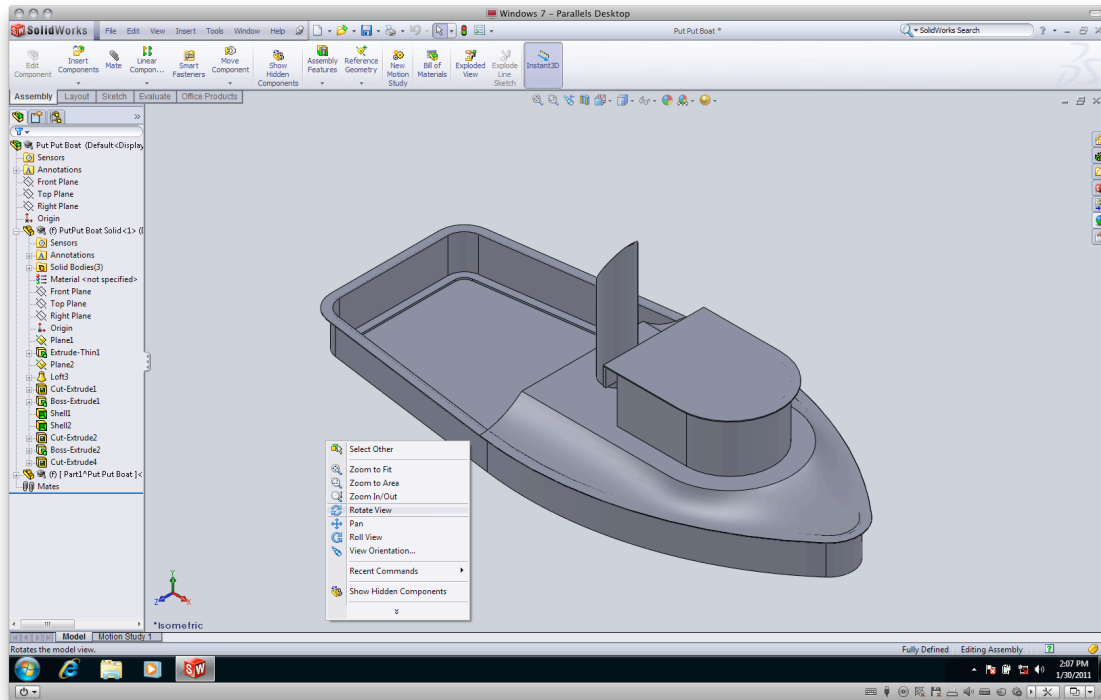 Windows 7 - Parallels Desktop
SolidWorks File Edit View Insert Tools Window Help Put Put Boat * SolidWorks Search
Edit Component
Insert Components
Mate
Linear Compon...
Smart Fasteners
Move Component
Show Hidden Components
Assembly Features
Reference Geometry
New Motion Study
Bill of Materials
Exploded View
Explode Line Sketch
Instant3D
Assembly Layout Sketch Evaluate Office Products
Put Put Boat (Default<Display
Sensors
Annotations
Front Plane
Top Plane
Right Plane
Origin
(f) PutPut Boat Solid<1> (
Sensors
Annotations
Solid Bodies(3)
Material <not specified>
Front Plane
Top Plane
Right Plane
Origin
Plane1
Extrude-Thin1
Plane2
Loft3
Cut-Extrude1
Boss-Extrude1
Shell1
Shell2
Cut-Extrude2
Boss-Extrude2
Cut-Extrude4
(f) [ Part1^Put Put Boat ]<
Mates
Select Other
Zoom to Fit
Zoom to Area
Zoom In/Out
Rotate View
Pan
Roll View
View Orientation...
Recent Commands
Show Hidden Components
Y
Z X
*Isometric
Model Motion Study 1
Rotates the model view. Fully Defined Editing Assembly
2:07 PM
1/30/2011